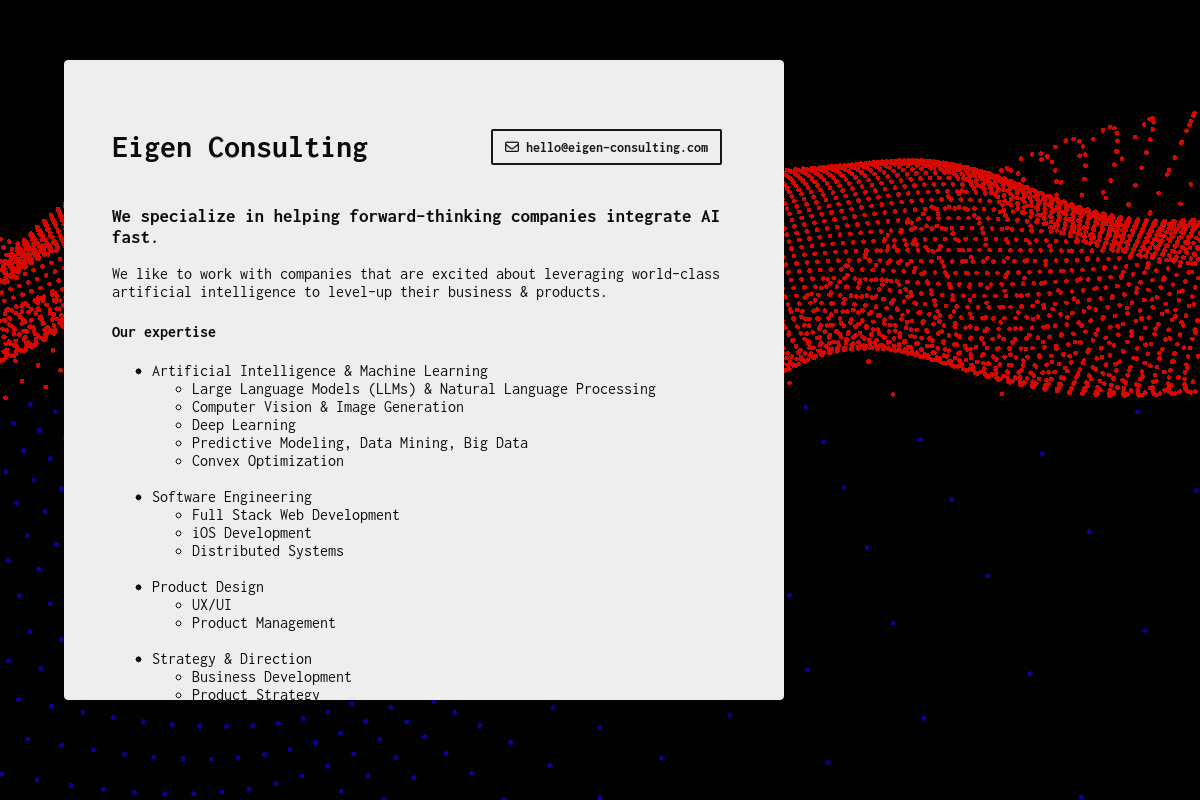 Eigen Consulting
hello@eigen-consulting.com
We specialize in helping forward-thinking companies integrate AI
fast.
We like to work with companies that are excited about leveraging world-class
artificial intelligence to level-up their business & products.
Our expertise
Artificial Intelligence & Machine Learning
Large Language Models (LLMs) & Natural Language Processing
Computer Vision & Image Generation
Deep Learning
Predictive Modeling, Data Mining, Big Data
Convex Optimization
Software Engineering
Full Stack Web Development
iOS Development
Distributed Systems
Product Design
UX/UI
Product Management
Strategy & Direction
Business Development
Product Strategy